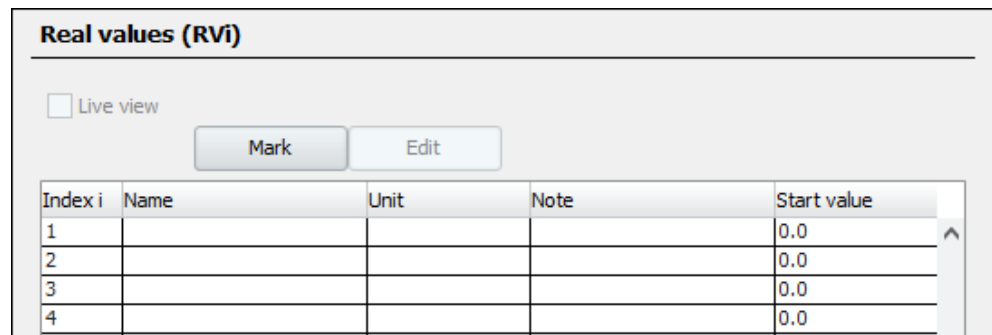 Real values (RVi)
Live view
Mark Edit
Index i Name Unit Note Start value
1 0.0
2 0.0
3 0.0
4 0.0